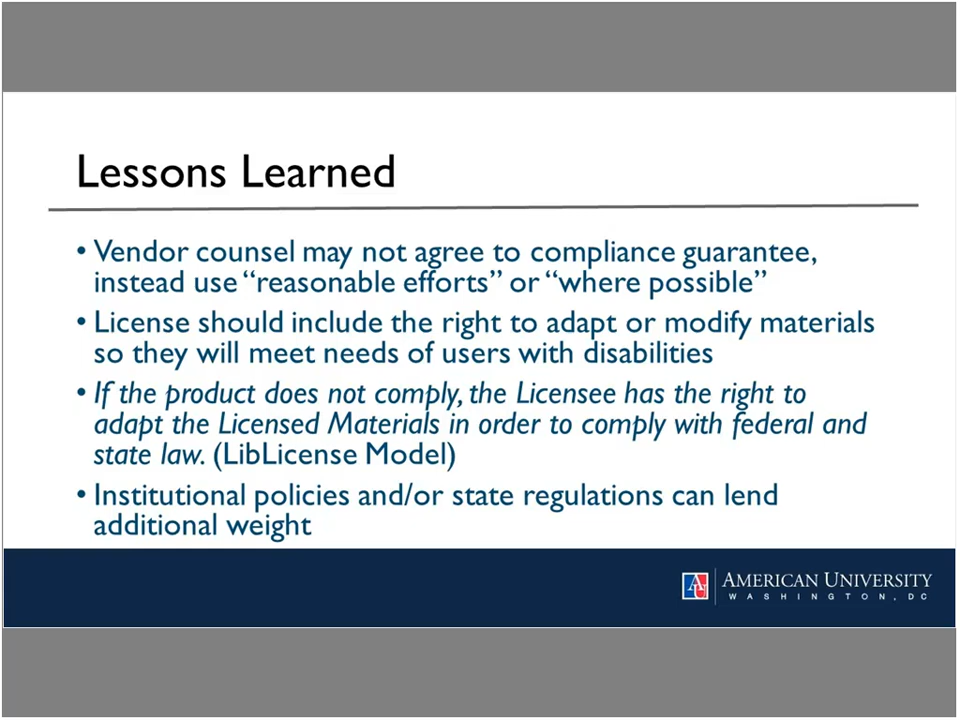 Lessons Learned
• Vendor counsel may not agree to compliance guarantee,
instead use “reasonable efforts” or “where possible”
• License should include the right to adapt or modify materials
so they will meet needs of users with disabilities
• If the product does not comply, the Licensee has the right to
adapt the Licensed Materials in order to comply with federal and
state law. (LibLicense Model)
• Institutional policies and/or state regulations can lend
additional weight
AU
AMERICAN UNIVERSITY
WASHINGTON, DC